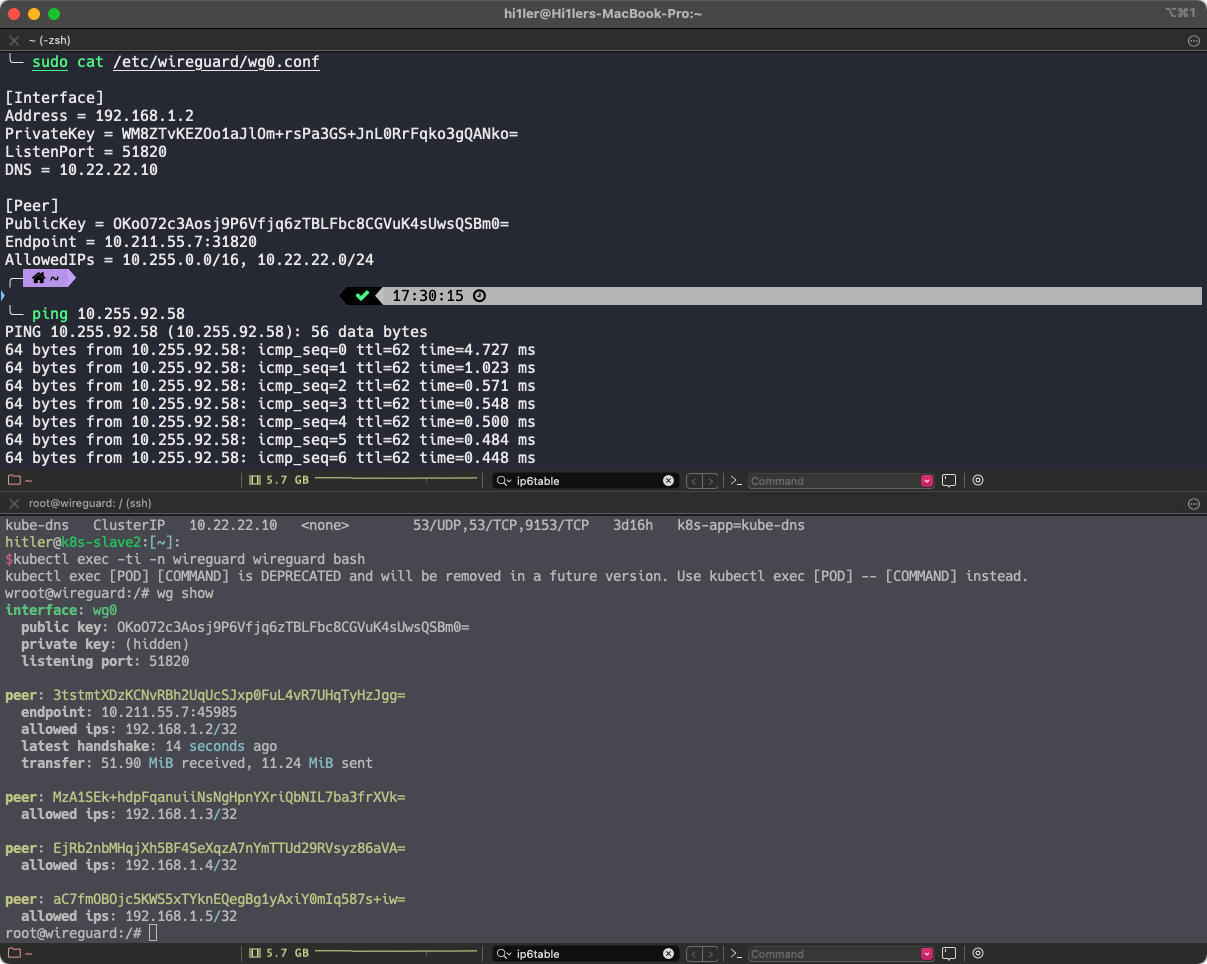 hi1ler@Hi1lers-MacBook-Pro:~
⌥⌘1
~ (-zsh)
╰─ sudo cat /etc/wireguard/wg0.conf
[Interface]
Address = 192.168.1.2
PrivateKey = WM8ZTvKEZOo1aJlOm+rsPa3GS+JnL0RrFqko3gQANko=
ListenPort = 51820
DNS = 10.22.22.10
[Peer]
PublicKey = OKoO72c3Aosj9P6Vfjq6zTBLFbc8CGVuK4sUwsQSBm0=
Endpoint = 10.211.55.7:31820
AllowedIPs = 10.255.0.0/16, 10.22.22.0/24
~
17:30:15
╰─ ping 10.255.92.58
PING 10.255.92.58 (10.255.92.58): 56 data bytes
64 bytes from 10.255.92.58: icmp_seq=0 ttl=62 time=4.727 ms
64 bytes from 10.255.92.58: icmp_seq=1 ttl=62 time=1.023 ms
64 bytes from 10.255.92.58: icmp_seq=2 ttl=62 time=0.571 ms
64 bytes from 10.255.92.58: icmp_seq=3 ttl=62 time=0.548 ms
64 bytes from 10.255.92.58: icmp_seq=4 ttl=62 time=0.500 ms
64 bytes from 10.255.92.58: icmp_seq=5 ttl=62 time=0.484 ms
64 bytes from 10.255.92.58: icmp_seq=6 ttl=62 time=0.448 ms
~ 5.7 GB ip6table Command
root@wireguard: / (ssh)
kube-dns ClusterIP 10.22.22.10 <none> 53/UDP,53/TCP,9153/TCP 3d16h k8s-app=kube-dns
hitler@k8s-slave2:[~]:
$kubectl exec -ti -n wireguard wireguard bash
kubectl exec [POD] [COMMAND] is DEPRECATED and will be removed in a future version. Use kubectl exec [POD] -- [COMMAND] instead.
wroot@wireguard:/# wg show
interface: wg0
public key: OKoO72c3Aosj9P6Vfjq6zTBLFbc8CGVuK4sUwsQSBm0=
private key: (hidden)
listening port: 51820
peer: 3tstmtXDzKCNvRBh2UqUcSJxp0FuL4vR7UHqTyHzJgg=
endpoint: 10.211.55.7:45985
allowed ips: 192.168.1.2/32
latest handshake: 14 seconds ago
transfer: 51.90 MiB received, 11.24 MiB sent
peer: MzA1SEk+hdpFqanuiiNsNgHpnYXriQbNIL7ba3frXVk=
allowed ips: 192.168.1.3/32
peer: EjRb2nbMHqjXh5BF4SeXqzA7nYmTTUd29RVsyz86aVA=
allowed ips: 192.168.1.4/32
peer: aC7fmOBOjc5KWS5xTYknEQegBg1yAxiY0mIq587s+iw=
allowed ips: 192.168.1.5/32
root@wireguard:/#
~ 5.7 GB ip6table Command